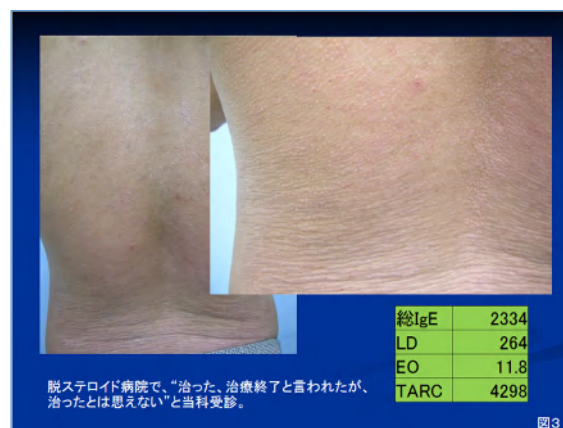 総IgE 2334
LD 264
EO 11.8
TARC 4298
脱ステロイド病院で、“治った、治療終了と言われたが、
治ったとは思えない”と当科受診。
図3